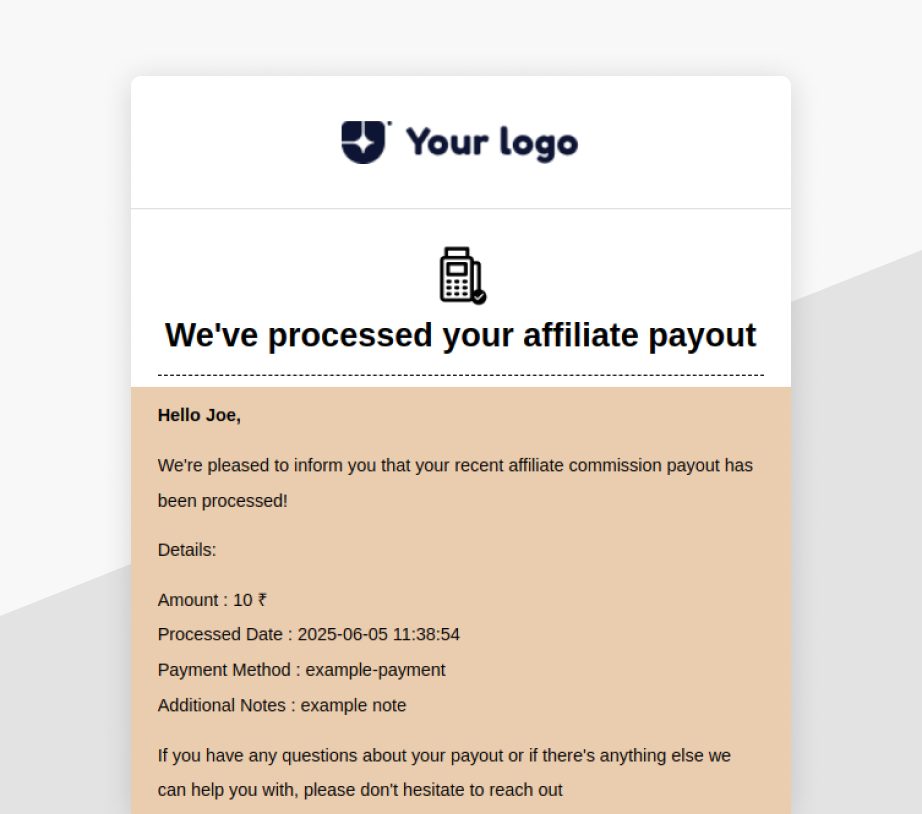 Your logo
We've processed your affiliate payout
Hello Joe,
We're pleased to inform you that your recent affiliate commission payout has
been processed!
Details:
Amount : 10 ₹
Processed Date : 2025-06-05 11:38:54
Payment Method : example-payment
Additional Notes : example note
If you have any questions about your payout or if there's anything else we
can help you with, please don't hesitate to reach out